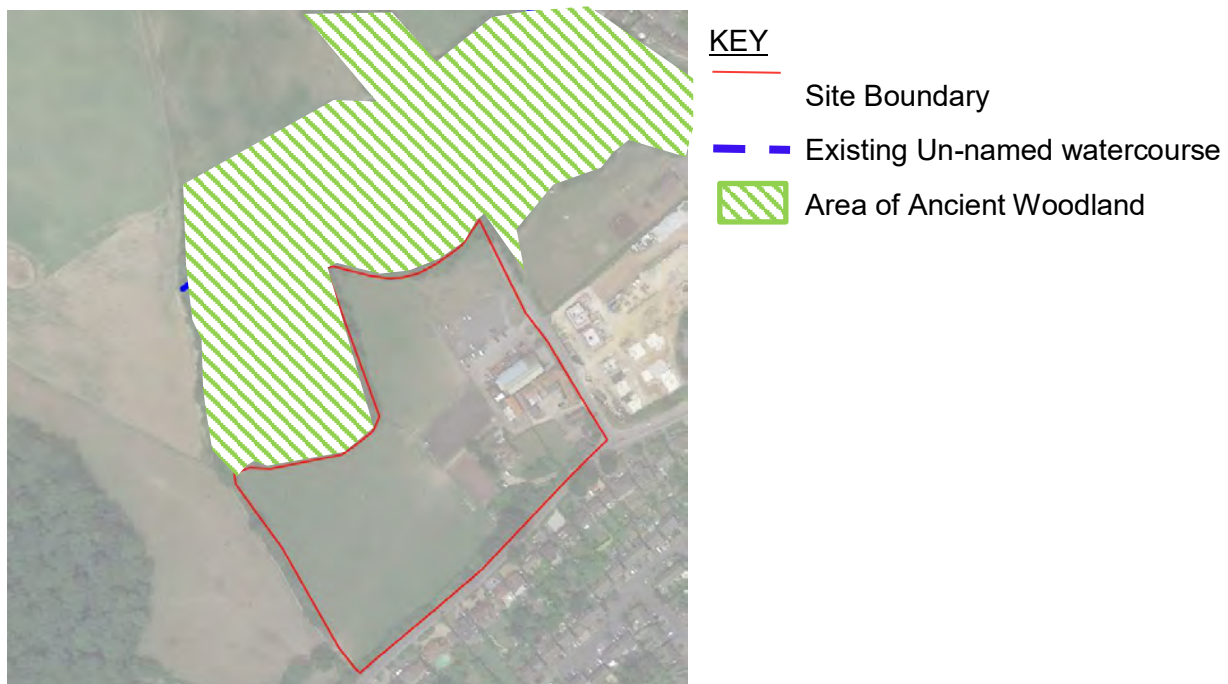 KEY
Site Boundary
Existing Un-named watercourse
Area of Ancient Woodland